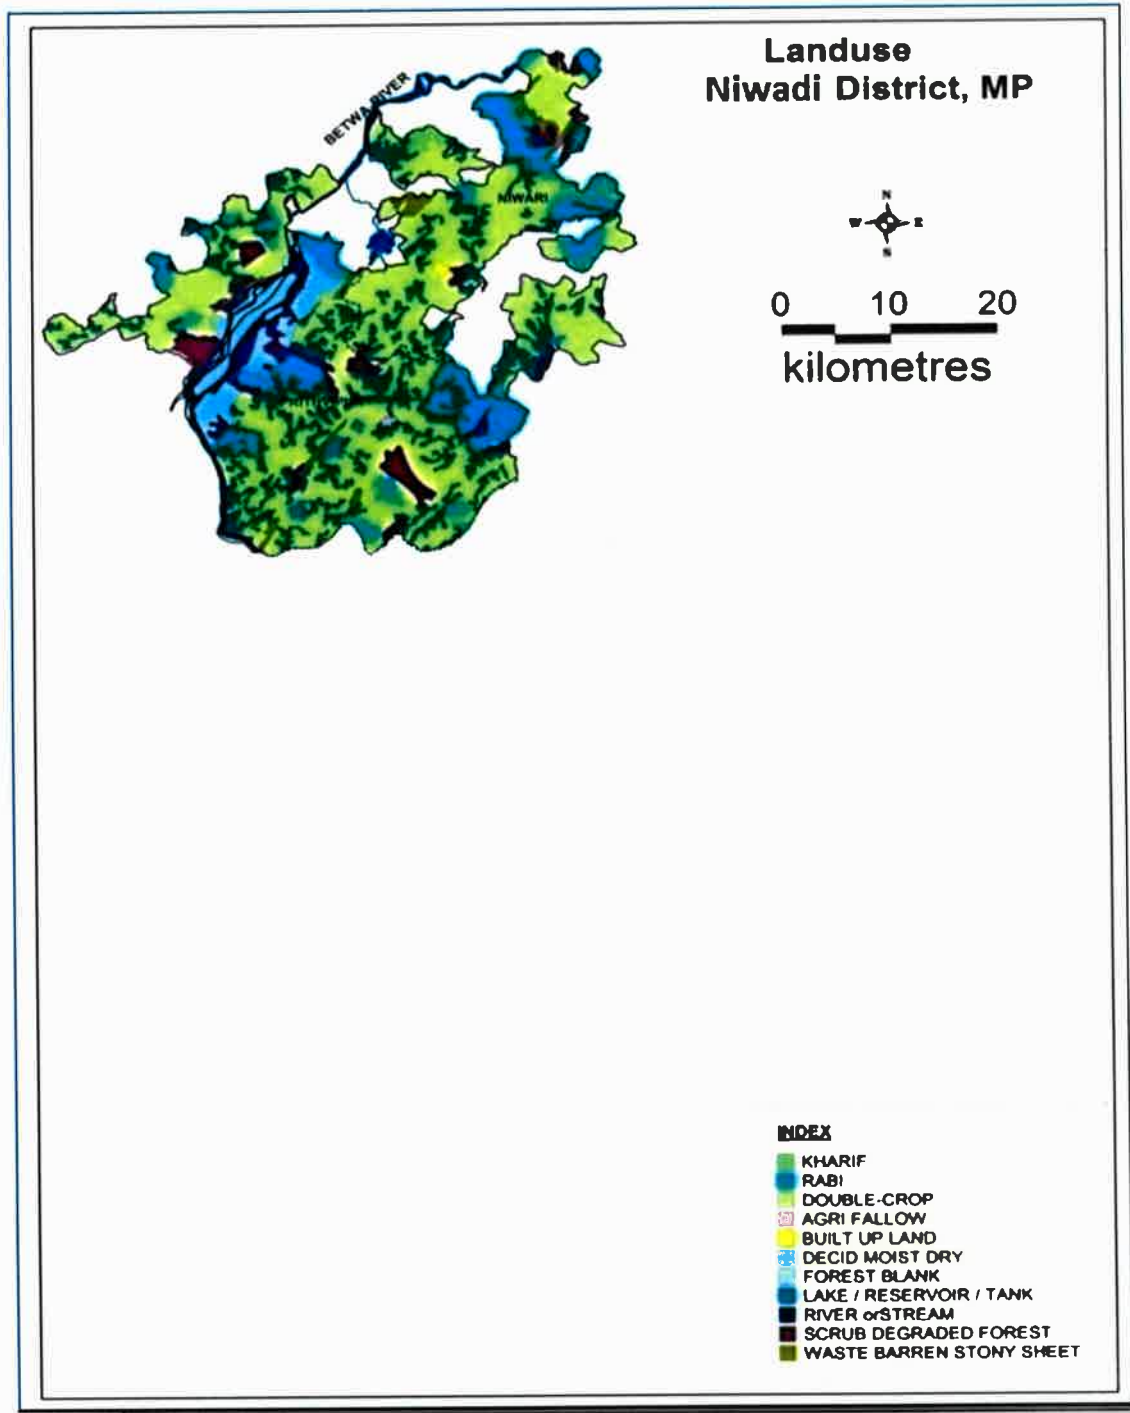 Landuse
Niwadi District, MP
BETWA RIVER
NIWARI
N
W E
S
0 10 20
kilometres
INDEX
KHARIF
RABI
DOUBLE-CROP
AGRI FALLOW
BUILT UP LAND
DECID MOIST DRY
FOREST BLANK
LAKE / RESERVOIR / TANK
RIVER orSTREAM
SCRUB DEGRADED FOREST
WASTE BARREN STONY SHEET